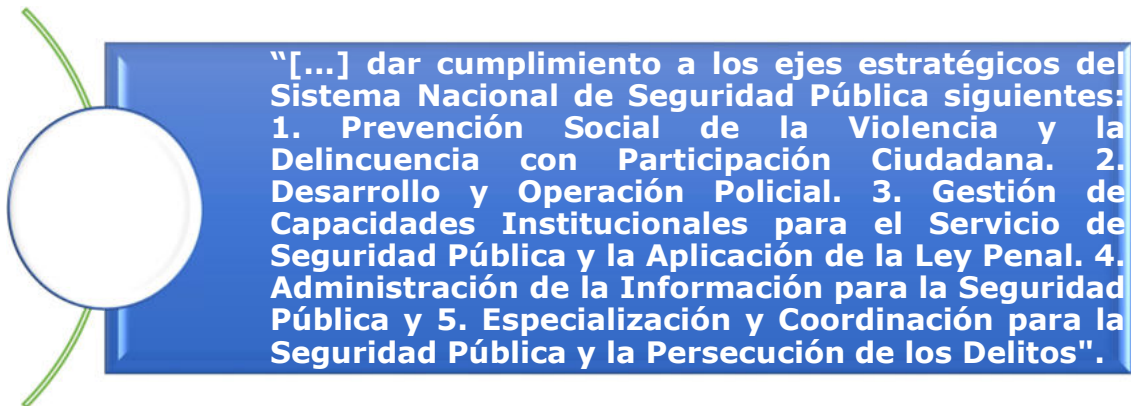 “[...] dar cumplimiento a los ejes estratégicos del
Sistema Nacional de Seguridad Pública siguientes:
1. Prevención Social de la Violencia y la
Delincuencia con Participación Ciudadana. 2.
Desarrollo y Operación Policial. 3. Gestión de
Capacidades Institucionales para el Servicio de
Seguridad Pública y la Aplicación de la Ley Penal. 4.
Administración de la Información para la Seguridad
Pública y 5. Especialización y Coordinación para la
Seguridad Pública y la Persecución de los Delitos".